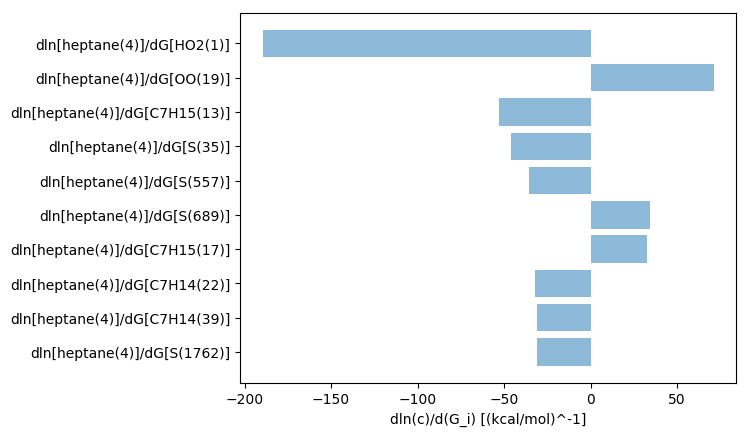 dln[heptane(4)]/dG[HO2(1)]
dln[heptane(4)]/dG[OO(19)]
dln[heptane(4)]/dG[C7H15(13)]
dln[heptane(4)]/dG[S(35)]
dln[heptane(4)]/dG[S(557)]
dln[heptane(4)]/dG[S(689)]
dln[heptane(4)]/dG[C7H15(17)]
dln[heptane(4)]/dG[C7H14(22)]
dln[heptane(4)]/dG[C7H14(39)]
dln[heptane(4)]/dG[S(1762)]
−200 −150 −100 −50 0 50
dln(c)/d(G_i) [(kcal/mol)^-1]